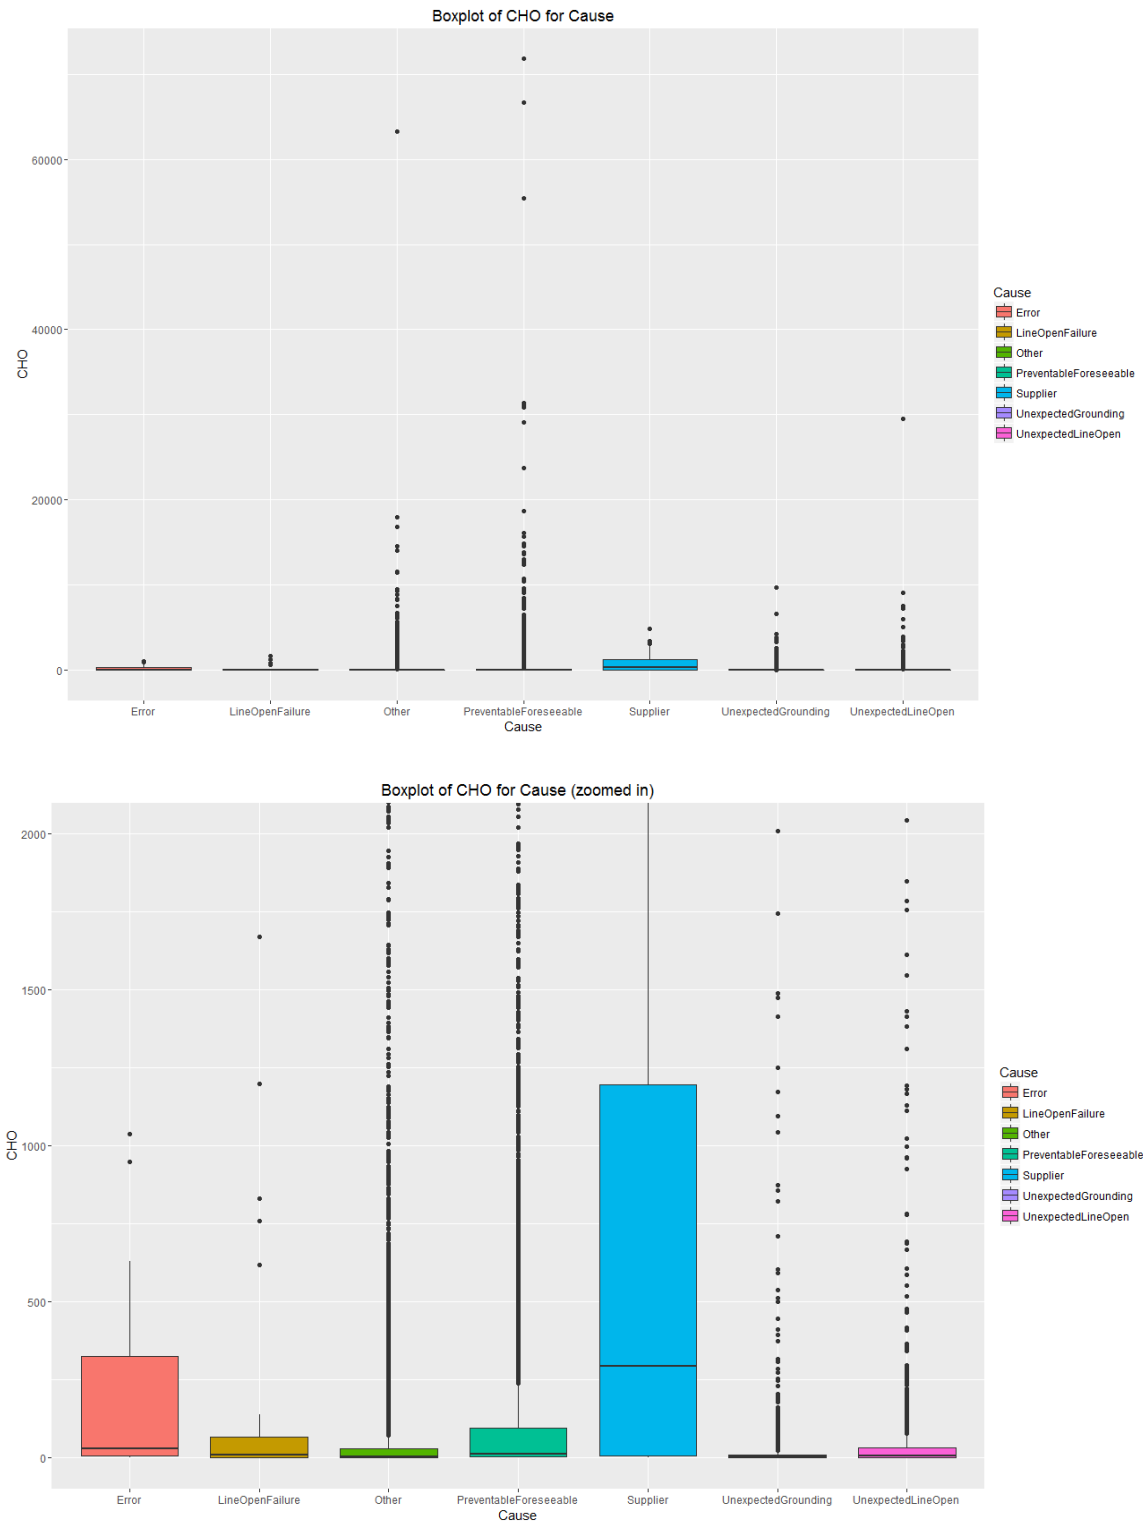 Boxplot of CHO for Cause
60000
40000
20000
0
CHO
Error LineOpenFailure Other PreventableForeseeable Supplier UnexpectedGrounding UnexpectedLineOpen
Cause
Cause
Error
LineOpenFailure
Other
PreventableForeseeable
Supplier
UnexpectedGrounding
UnexpectedLineOpen
Boxplot of CHO for Cause (zoomed in)
2000
1500
1000
500
0
CHO
Error LineOpenFailure Other PreventableForeseeable Supplier UnexpectedGrounding UnexpectedLineOpen
Cause
Cause
Error
LineOpenFailure
Other
PreventableForeseeable
Supplier
UnexpectedGrounding
UnexpectedLineOpen